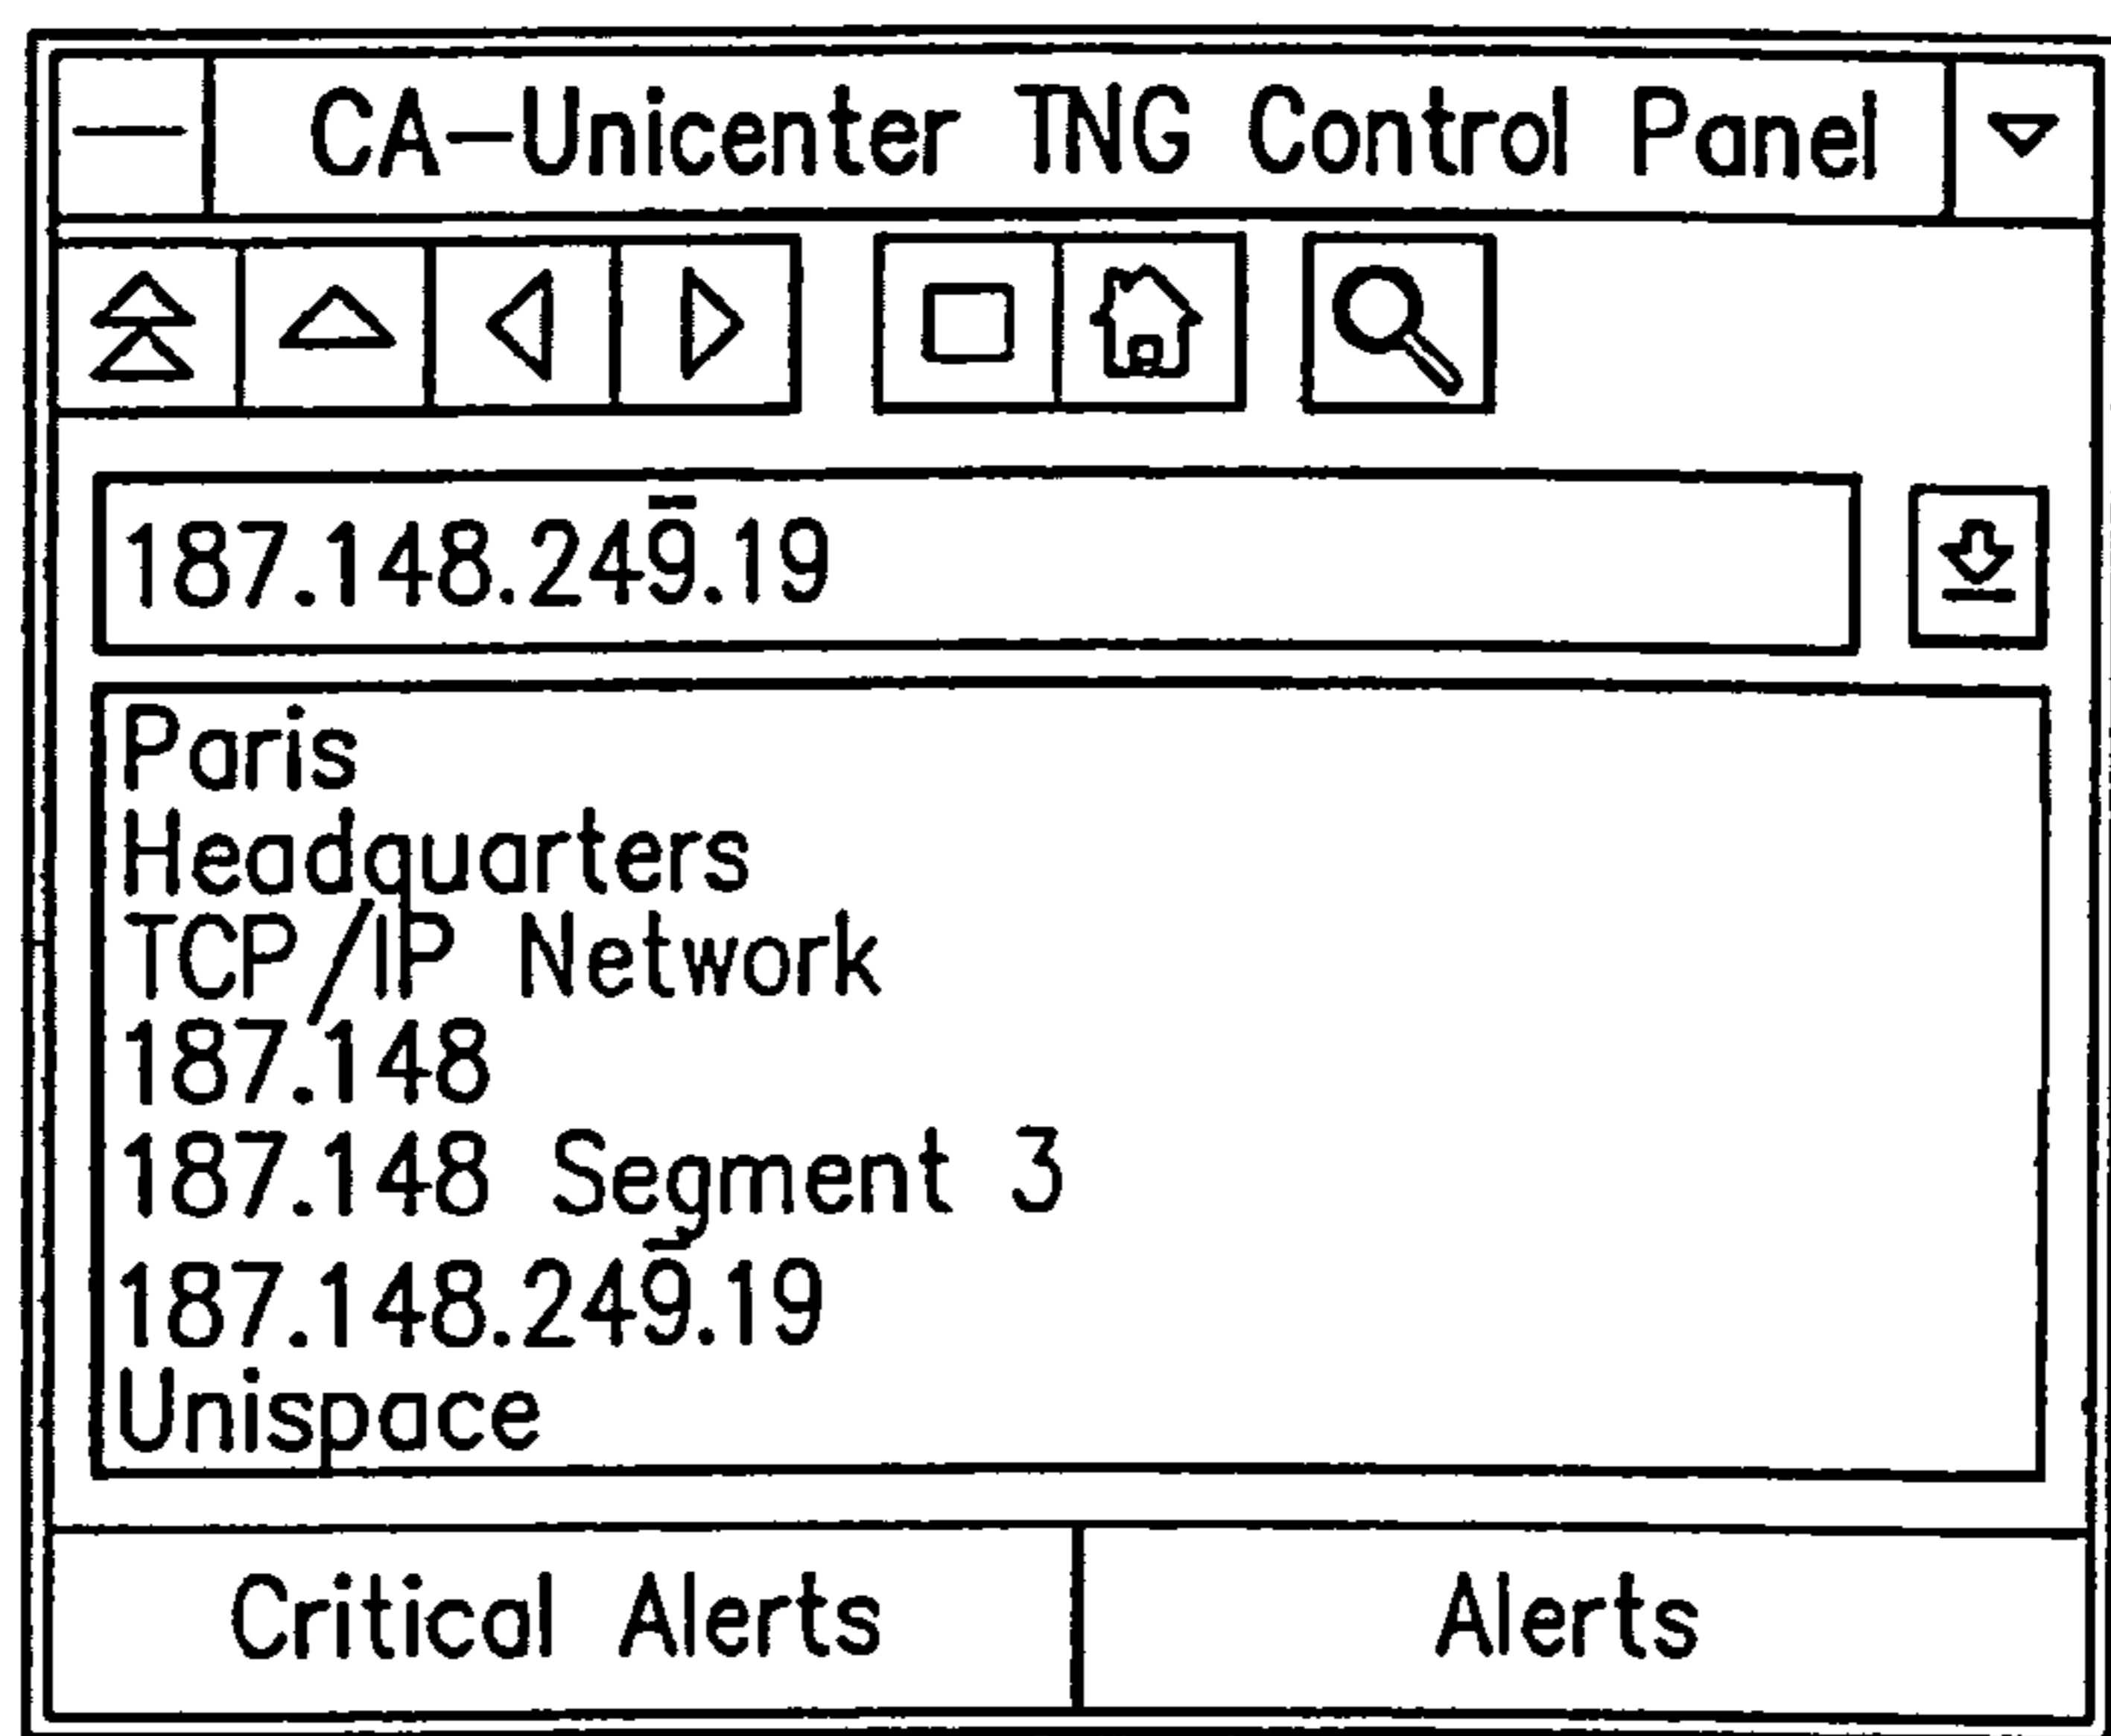 CA-Unicenter TNG Control Panel
187.148.249.19
Paris
Headquarters
TCP/IP Network
187.148
187.148 Segment 3
187.148.249.19
Unispace
Critical Alerts
Alerts